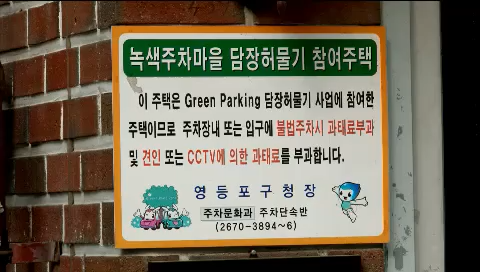 녹색주차마을 담장허물기 참여주택
이 주택은 Green Parking 담장허물기 사업에 참여한
주택이므로 주차장내 또는 입구에 불법주차시 과태료부과
및 견인 또는 CCTV에 의한 과태료를 부과합니다.
영등포구청장
주차문화과 주차단속반
(2670-3894~6)